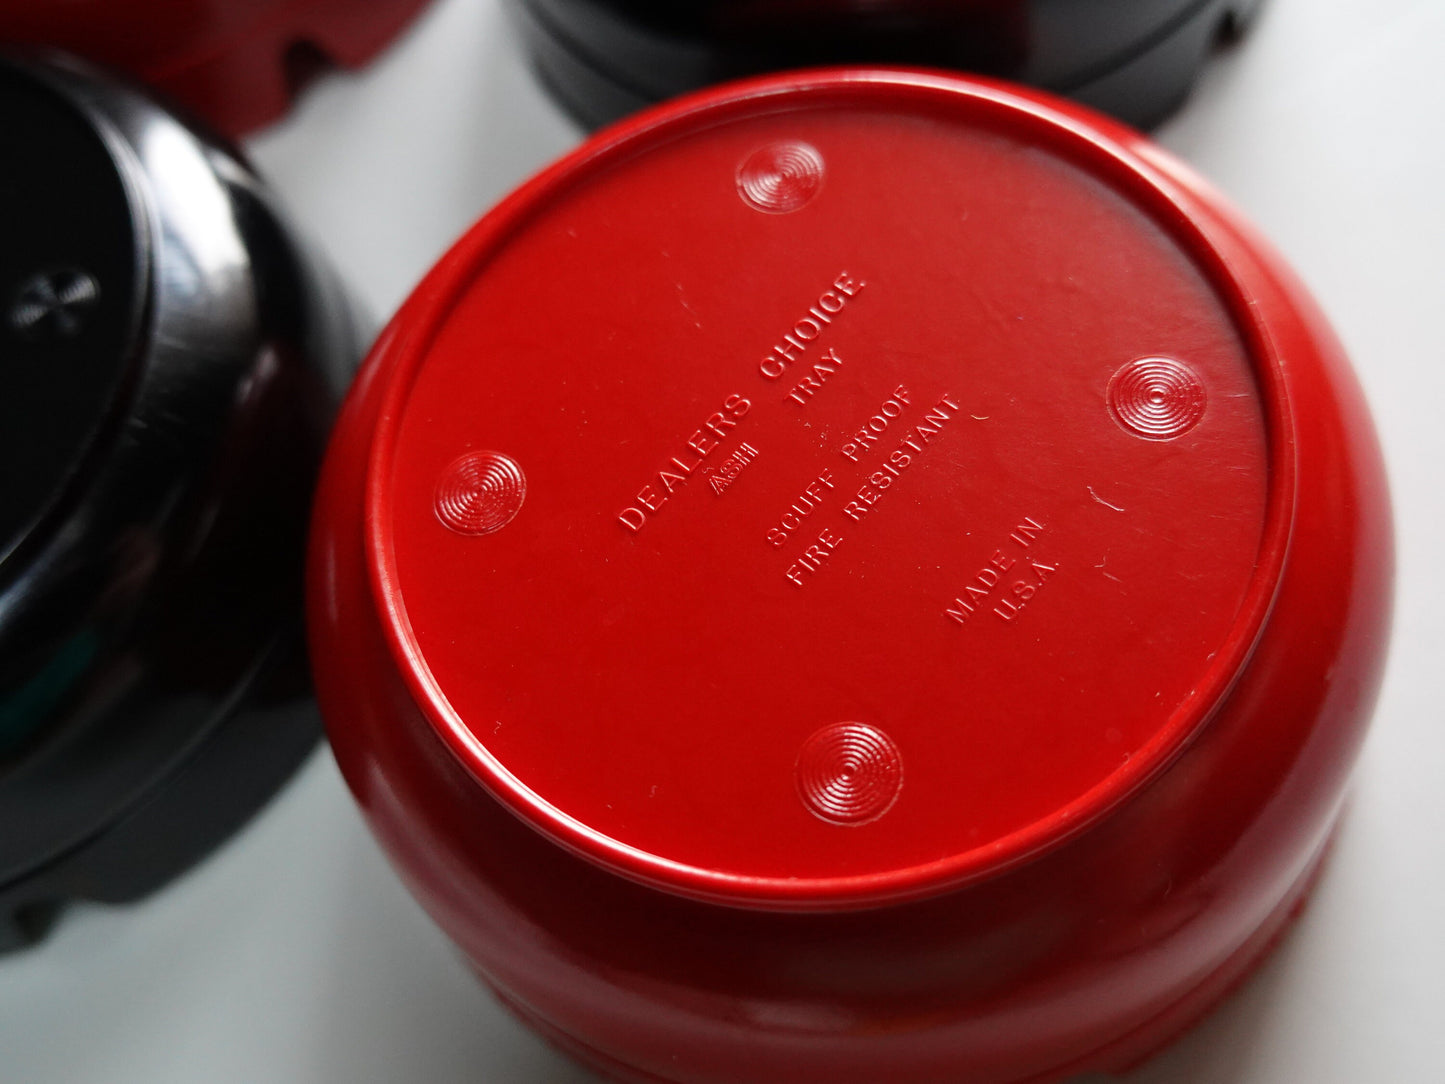 DEALERS CHOICE
ASH TRAY
SCUFF PROOF
FIRE RESISTANT
MADE IN
U.S.A.